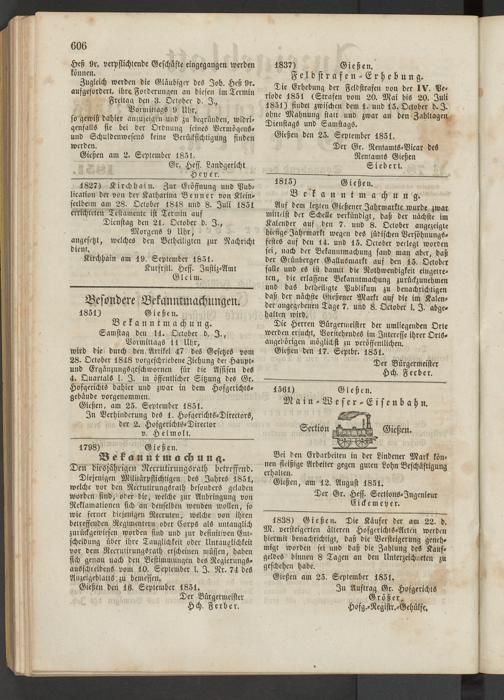 606
Heß 9r. verpflichtende Geschäfte eingegangen werden
können.
Zugleich werden die Gläubiger des Joh. Heß 9r.
aufgefordert, ihre Forderungen an diesen im Termin
Freitag den 3. October d. J.,
Vormittags 9 Uhr,
so gewiß dahier anzuzeigen und zu begründen, widri-
genfalls sie bei der Ordnung seines Vermögens-
und Schuldenwesens keine Berücksichtigung finden
werden.
Gießen am 2. September 1851.
Gr. Hess. Landgericht
Heyer.
1827) Kirchhain. Zur Eröffnung und Pub-
lication der von der Katharina Benner von Klein-
seelheim am 28. October 1848 und 8. Juli 1851
errichteten Testamente ist Termin auf
Dienstag den 21. October d. J.,
Morgens 9 Uhr,
angesetzt, welches den Betheiligten zur Nachricht
dient.
Kirchhain am 19. September 1851.
Kurfürstl. Hess. Justiz-Amt
Gleim.
Besondere Bekanntmachungen.
1851) Gießen.
Bekanntmachung.
Samstag den 14. October d. J.,
Vormittags 11 Uhr,
wird die durch den Artikel 47 des Gesetzes vom
28. October 1848 vorgeschriebene Ziehung der Haupt-
und Ergänzungsgeschwornen für die Assisen des
4. Quartals l. J. in öffentlicher Sitzung des Gr.
Hofgerichts dahier und zwar in dem Hofgerichts-
gebäude vorgenommen.
Gießen, am 25. September 1851.
In Verhinderung des 1. Hofgerichts-Directors,
der 2. Hofgerichts-Director
v. Helmolt.
1798) Gießen.
Bekanntmachung.
Den diesjährigen Recrutirungsrath betreffend.
Diejenigen Militärpflichtigen des Jahres 1851,
welche vor den Recrutirungsrath besonders geladen
worden sind, oder die, welche zur Anbringung von
Reklamationen sich an denselben wenden wollen, so
wie ferner diejenigen Recruten, welche von ihren
betreffenden Regimentern oder Corps als untauglich
zurückgewiesen worden sind und zur definitiven Ent-
scheidung über ihre Tauglichkeit oder Untauglichkeit
vor dem Recrutirungsrath erscheinen müssen, haben
sich genau nach den Bestimmungen des Regierungs-
ausschreibens vom 10. September l. J. Nr. 74 des
Anzeigeblatts zu bemessen.
Gießen den 18. September 1851.
Der Bürgermeister
Hch. Ferber.
1837) Gießen.
Feldstrafen-Erhebung.
Die Erhebung der Feldstrafen von der IV. Pe-
riode 1851 (Strafen vom 20. Mai bis 20. Juli
1851) findet zwischen dem 1. und 15. October d. J.
ohne Mahnung statt und zwar an den Zahltagen
Dienstags und Samstags.
Gießen den 25. September 1851.
Der Gr. Rentamts-Vicar des
Rentamts Gießen
Siebert.
1815) Gießen.
Bekanntmachung.
Auf dem letzten Gießener Jahrmarkte wurde zwar
mittelst der Schelle verkündigt, daß der nächste im
Kalender auf den 7. und 8. October angezeigte
hiesige Jahrmarkt wegen des jüdischen Versöhnungs-
festes auf den 14. und 15. October verlegt worden
sei, nach der Bekanntmachung fand man aber, daß
der Grünberger Gallusmarkt auf den 15. October
falle und es ist damit die Nothwendigkeit eingetre-
ten, die erlassene Bekanntmachung zurückzunehmen
und das betheiligte Publikum zu benachrichtigen
daß der nächste Gießener Markt auf die im Kalen-
der angegebenen Tage 7. und 8. October l. J. abge-
halten wird.
Die Herren Bürgermeister der umliegenden Orte
werden ersucht, Vorstehendes im Interesse ihrer Orts-
angehörigen möglichst zu veröffentlichen.
Gießen den 17. Septbr. 1851.
Der Bürgermeister
Hch. Ferber.
1561) Gießen.
Main-Weser-Eisenbahn.
Section Gießen.
Bei den Erdarbeiten in der Lindener Mark kön-
nen fleißige Arbeiter gegen guten Lohn Beschäftigung
erhalten.
Gießen, am 12. August 1851.
Der Gr. Hess. Sections-Ingenieur
Eickemeyer.
1838) Gießen. Die Käufer der am 22. d.
M. versteigerten älteren Hofgerichts-Acten werden
hiermit benachrichtigt, daß die Versteigerung geneh-
migt worden sei und daß die Zahlung des Kauf-
geldes binnen 8 Tagen an den Unterzeichneten zu
geschehen habe.
Gießen am 25. September 1851.
In Auftrag Gr. Hofgerichts
Größer,
Hofg.-Registr.-Gehülfe.